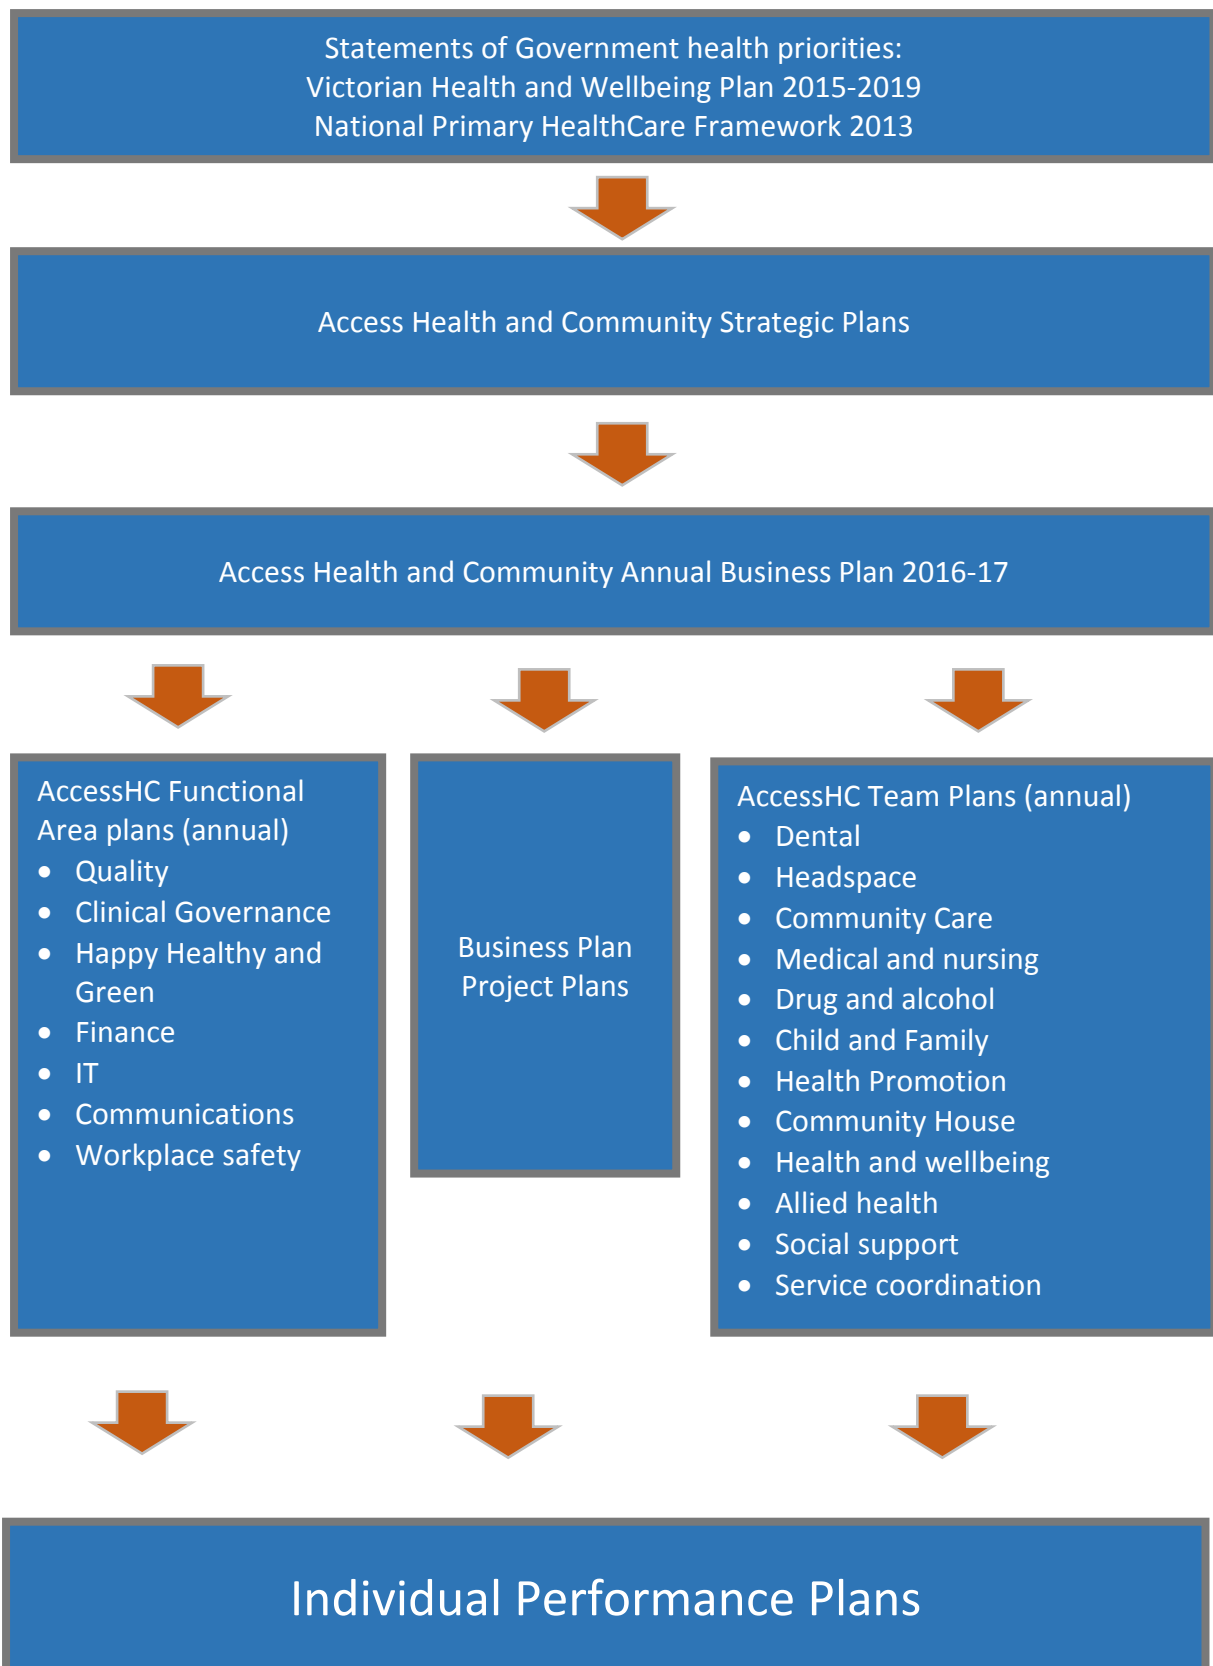 Statements of Government health priorities:
Victorian Health and Wellbeing Plan 2015-2019
National Primary HealthCare Framework 2013
Access Health and Community Strategic Plans
Access Health and Community Annual Business Plan 2016-17
AccessHC Functional
Area plans (annual)
• Quality
• Clinical Governance
• Happy Healthy and
Green
• Finance
• IT
• Communications
• Workplace safety
Business Plan
Project Plans
AccessHC Team Plans (annual)
• Dental
• Headspace
• Community Care
• Medical and nursing
• Drug and alcohol
• Child and Family
• Health Promotion
• Community House
• Health and wellbeing
• Allied health
• Social support
• Service coordination
Individual Performance Plans